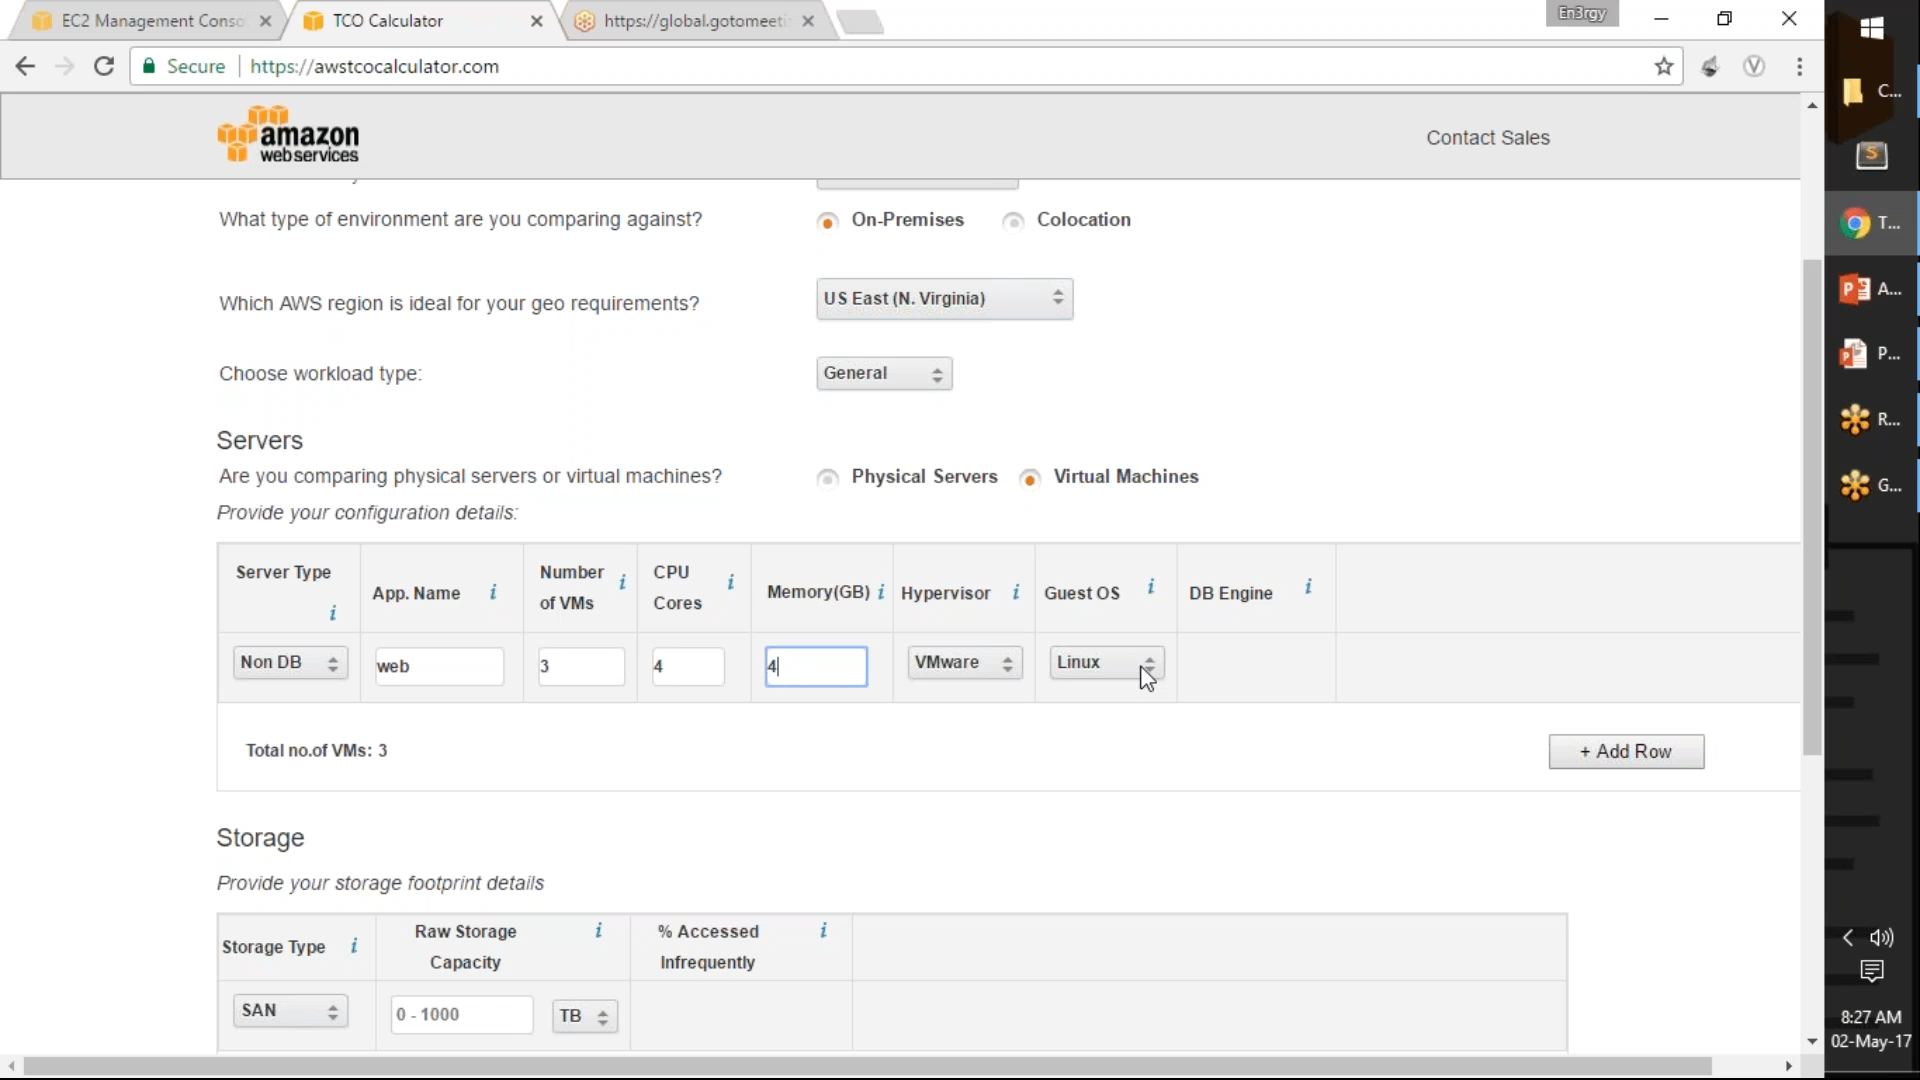 EC2 Management Conso
TCO Calculator
https://global.gotomeeti
En3rgy
Secure
https://awstcocalculator.com
V
amazon
webservices
Contact Sales
What type of environment are you comparing against?
On-Premises
Colocation
Which AWS region is ideal for your geo requirements?
US East (N. Virginia)
Choose workload type:
General
Servers
Are you comparing physical servers or virtual machines?
Physical Servers
Virtual Machines
Provide your configuration details:
Server Type i
App. Name i
Number of VMs i
CPU Cores i
Memory(GB) i
Hypervisor i
Guest OS i
DB Engine i
Non DB
web
3
4
4
VMware
Linux
Total no.of VMs: 3
+ Add Row
Storage
Provide your storage footprint details
Storage Type i
Raw Storage Capacity i
% Accessed Infrequently i
SAN
0 - 1000
TB
C...
S
T...
P A...
P P...
R...
G...
8:27 AM
02-May-17